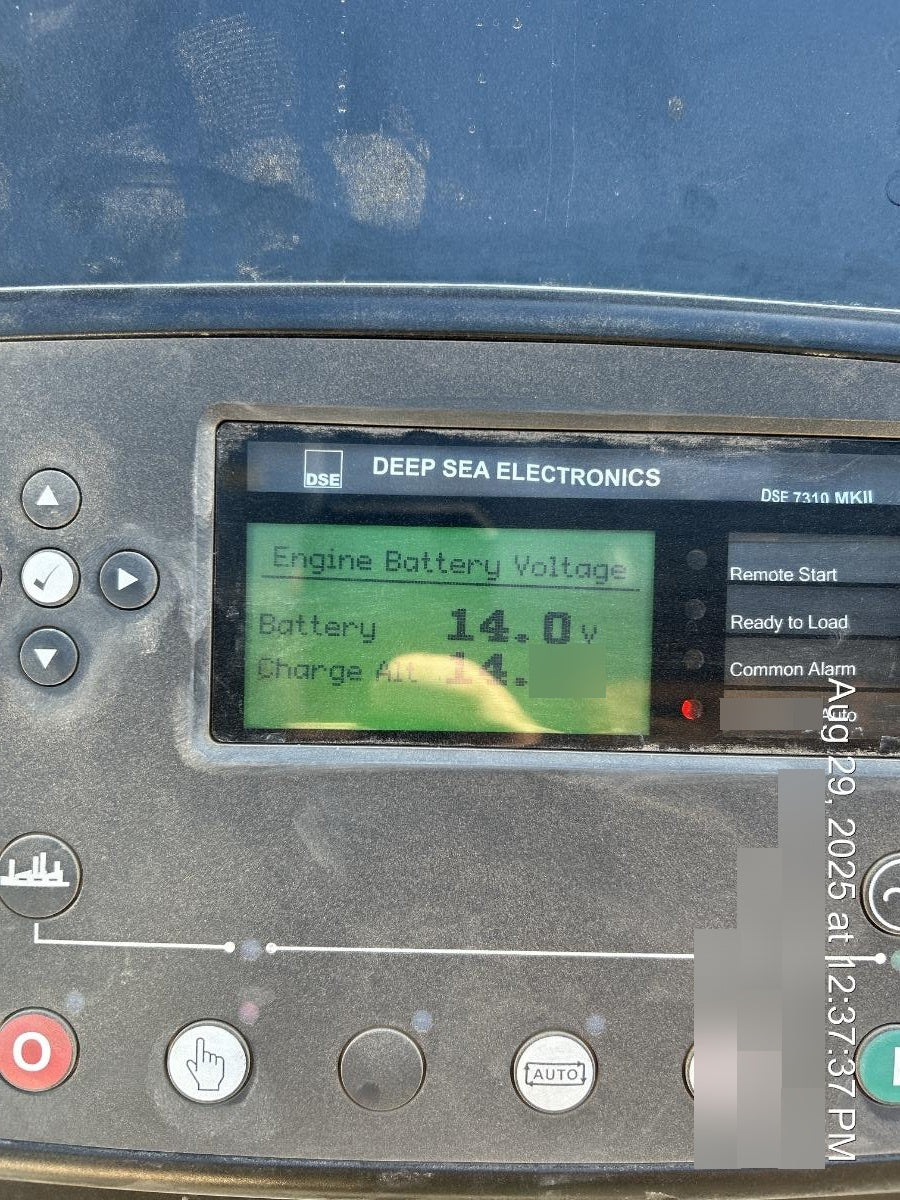 DSE
DEEP SEA ELECTRONICS
DSE 7310 MKII
Engine Battery Voltage
Battery 14.0 v
Charge Alt 14.
Remote Start
Ready to Load
Common Alarm
O
AUTO
Aug 29, 2025 at 12:37:37 PM